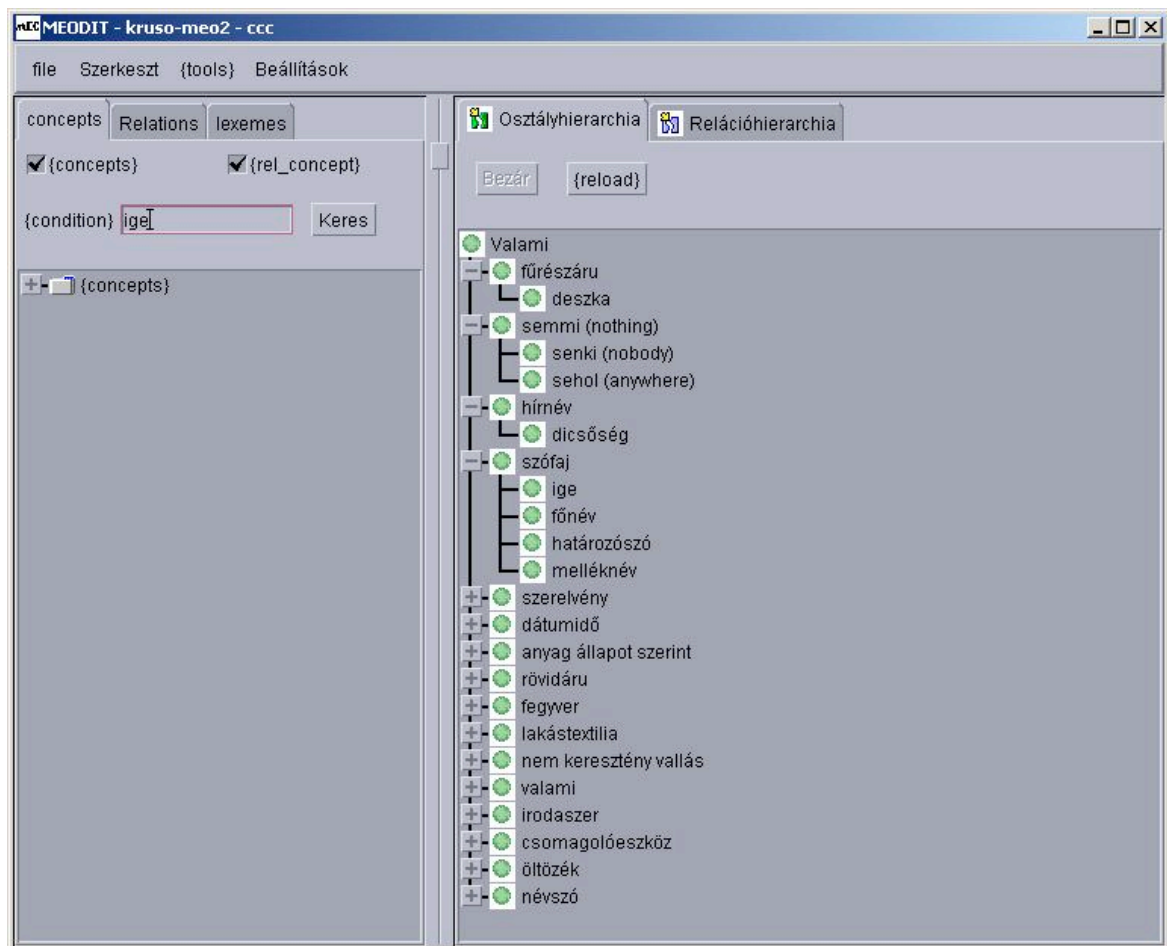 MEO MEODIT - kruso-meo2 - ccc
file Szerkeszt {tools} Beállítások
concepts Relations lexemes
{concepts} {rel_concept}
{condition} ige Keres
{concepts}
Osztályhierarchia Relációhierarchia
Bezár {reload}
Valami
fűrészáru
deszka
semmi (nothing)
senki (nobody)
sehol (anywhere)
hírnév
dicsőség
szófaj
ige
főnév
határozószó
melléknév
szerelvény
dátumidő
anyag állapot szerint
rövidáru
fegyver
lakástextilia
nem keresztény vallás
valami
irodaszer
csomagolóeszköz
öltözék
névszó